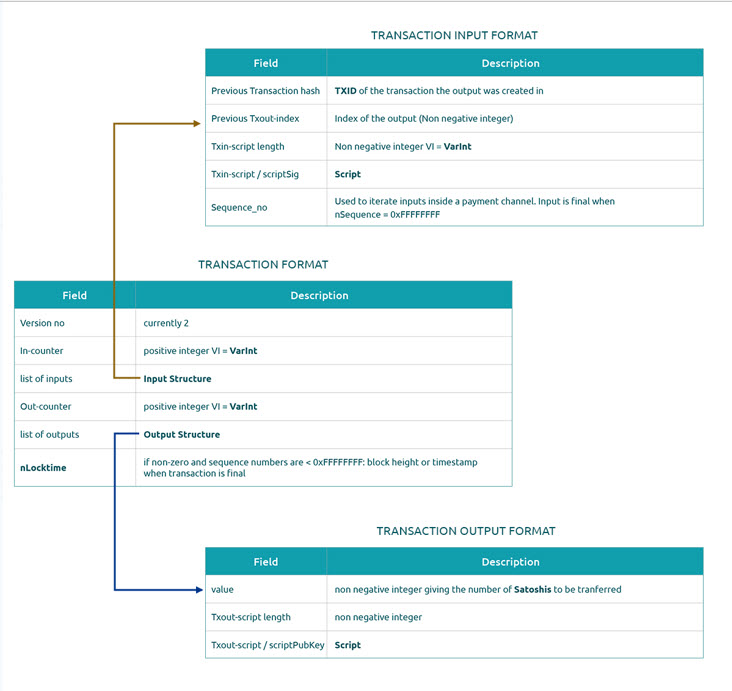 TRANSACTION INPUT FORMAT
Field Description
Previous Transaction hash TXID of the transaction the output was created in
Previous Txout-index Index of the output (Non negative integer)
Txin-script length Non negative integer VI = VarInt
Txin-script / scriptSig Script
Sequence_no Used to iterate inputs inside a payment channel. Input is final when
nSequence = 0xFFFFFFFF
TRANSACTION FORMAT
Field Description
Version no currently 2
In-counter positive integer VI = VarInt
list of inputs Input Structure
Out-counter positive integer VI = VarInt
list of outputs Output Structure
nLocktime if non-zero and sequence numbers are < 0xFFFFFFFF: block height or timestamp
when transaction is final
TRANSACTION OUTPUT FORMAT
Field Description
value non negative integer giving the number of Satoshis to be tranferred
Txout-script length non negative integer
Txout-script / scriptPubKey Script